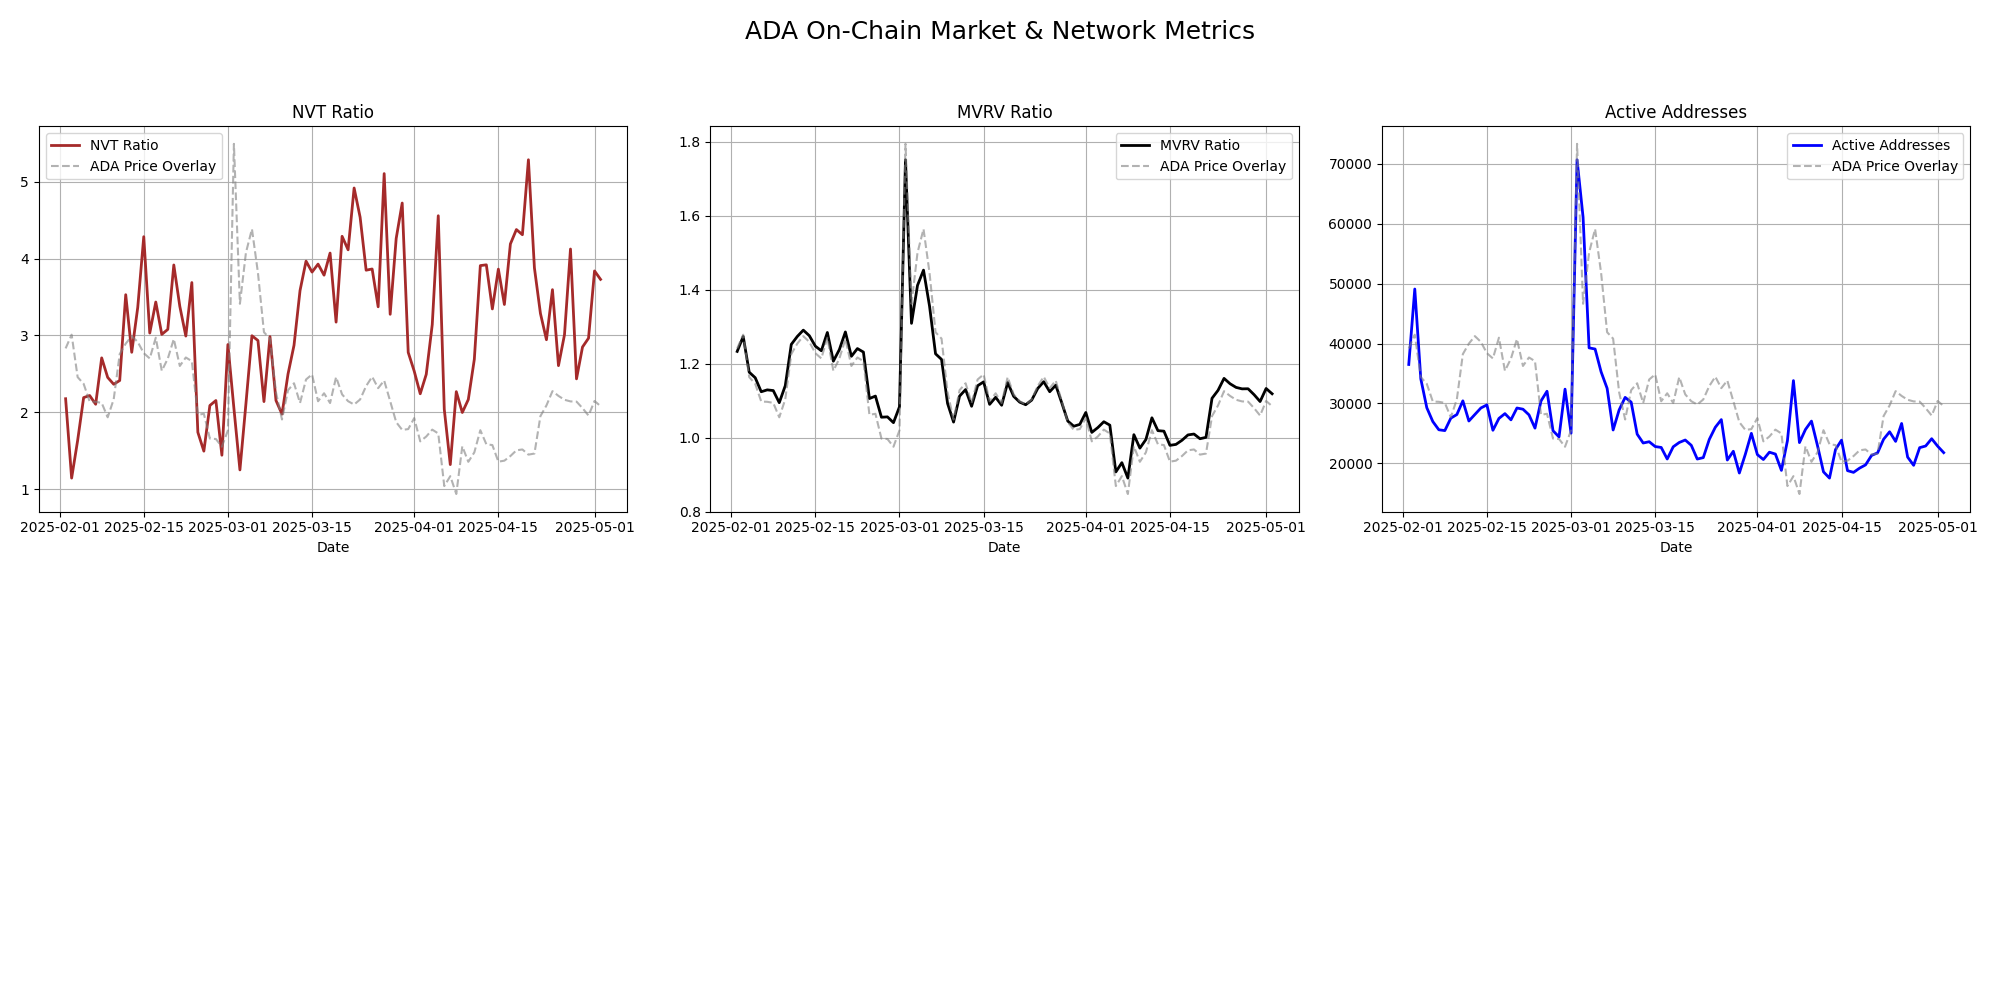 ADA On-Chain Market & Network Metrics
NVT Ratio
NVT Ratio
ADA Price Overlay
5
4
3
2
1
2025-02-01 2025-02-15 2025-03-01 2025-03-15 2025-04-01 2025-04-15 2025-05-01
Date
MVRV Ratio
MVRV Ratio
ADA Price Overlay
1.8
1.6
1.4
1.2
1.0
0.8
2025-02-01 2025-02-15 2025-03-01 2025-03-15 2025-04-01 2025-04-15 2025-05-01
Date
Active Addresses
Active Addresses
ADA Price Overlay
70000
60000
50000
40000
30000
20000
2025-02-01 2025-02-15 2025-03-01 2025-03-15 2025-04-01 2025-04-15 2025-05-01
Date